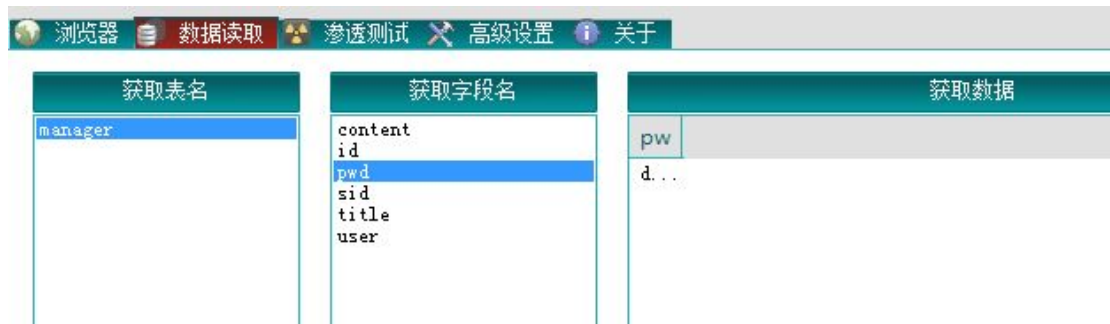 浏览器 数据读取 渗透测试 高级设置 关于
获取表名 获取字段名 获取数据
manager
content
id
pwd
sid
title
user
pw
d...